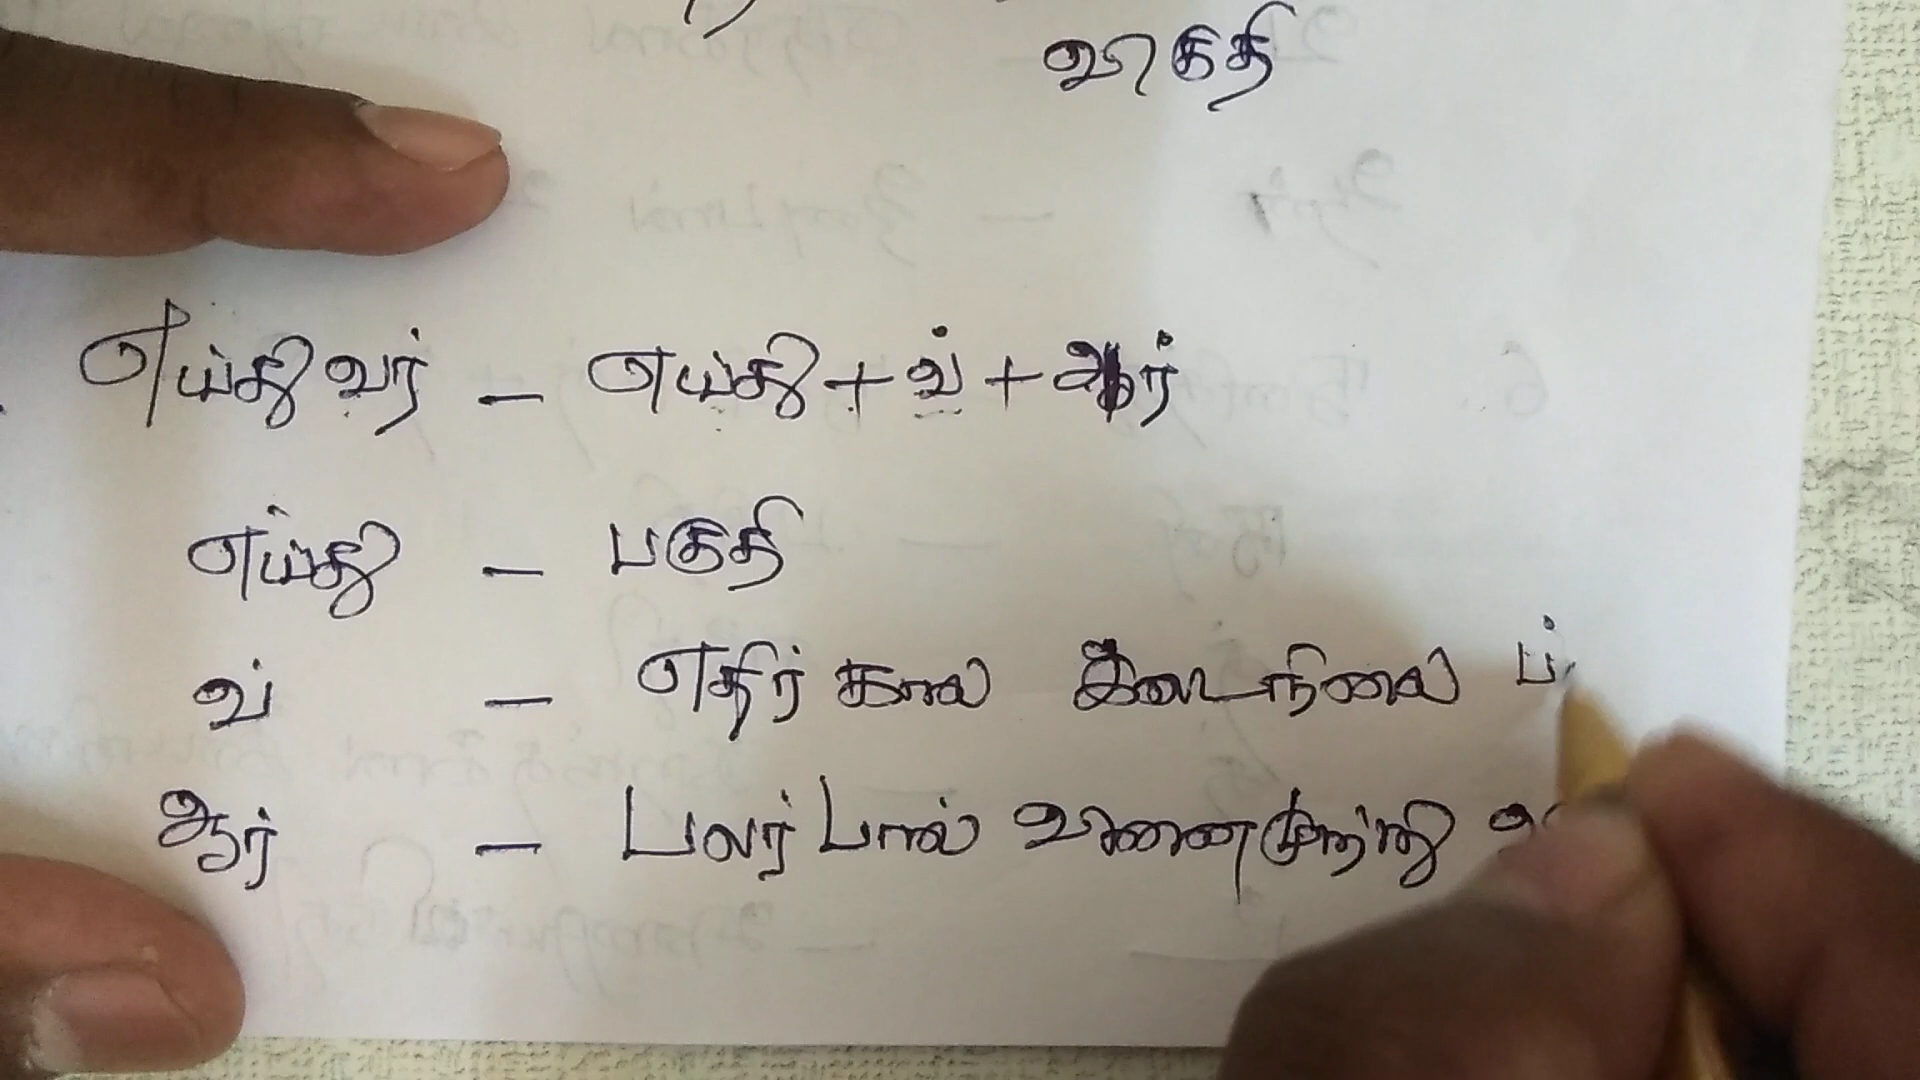 விகுதி
எய்துவர் – எய்து + வ் + ஆர்
எய்து – பகுதி
வ் – எதிர் கால இடைநிலை ப்
ஆர் – பலர்பால் வினைமுற்று